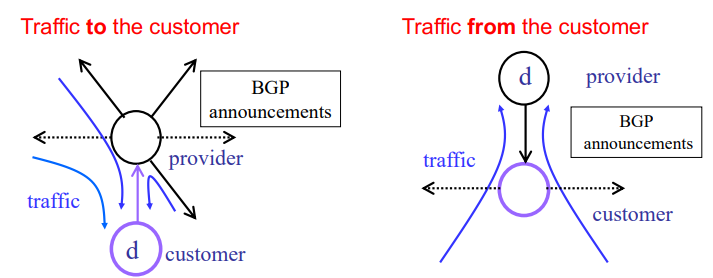 Traffic to the customer
BGP
announcements
provider
traffic
d
customer
Traffic from the customer
d
provider
BGP
announcements
traffic
customer